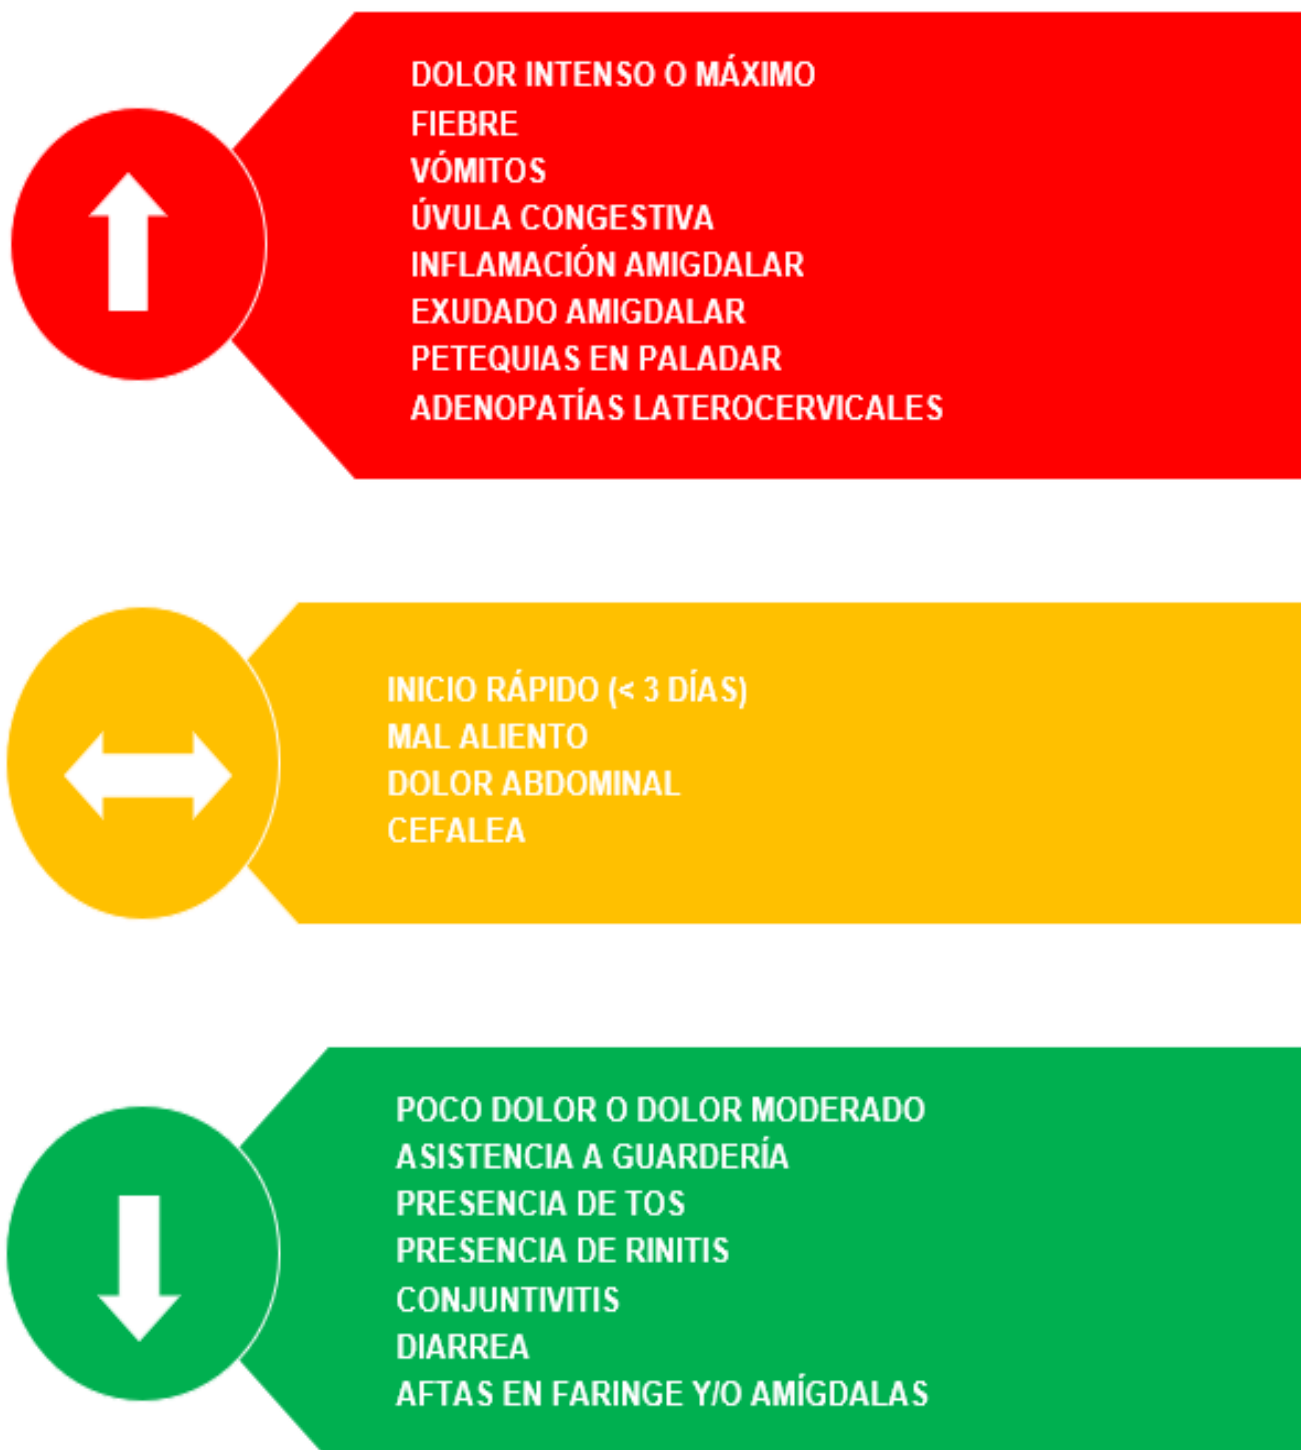 DOLOR INTENSO O MÁXIMO
FIEBRE
VÓMITOS
ÚVULA CONGESTIVA
INFLAMACIÓN AMIGDALAR
EXUDADO AMIGDALAR
PETEQUIAS EN PALADAR
ADENOPATÍAS LATEROCERVICALES
INICIO RÁPIDO (< 3 DÍAS)
MAL ALIENTO
DOLOR ABDOMINAL
CEFALEA
POCO DOLOR O DOLOR MODERADO
ASISTENCIA A GUARDERÍA
PRESENCIA DE TOS
PRESENCIA DE RINITIS
CONJUNTIVITIS
DIARREA
AFTAS EN FARINGE Y/O AMÍGDALAS